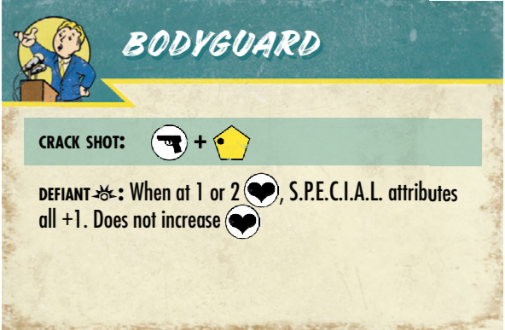 BODYGUARD
CRACK SHOT: +
DEFIANT: When at 1 or 2 , S.P.E.C.I.A.L. attributes
all +1. Does not increase